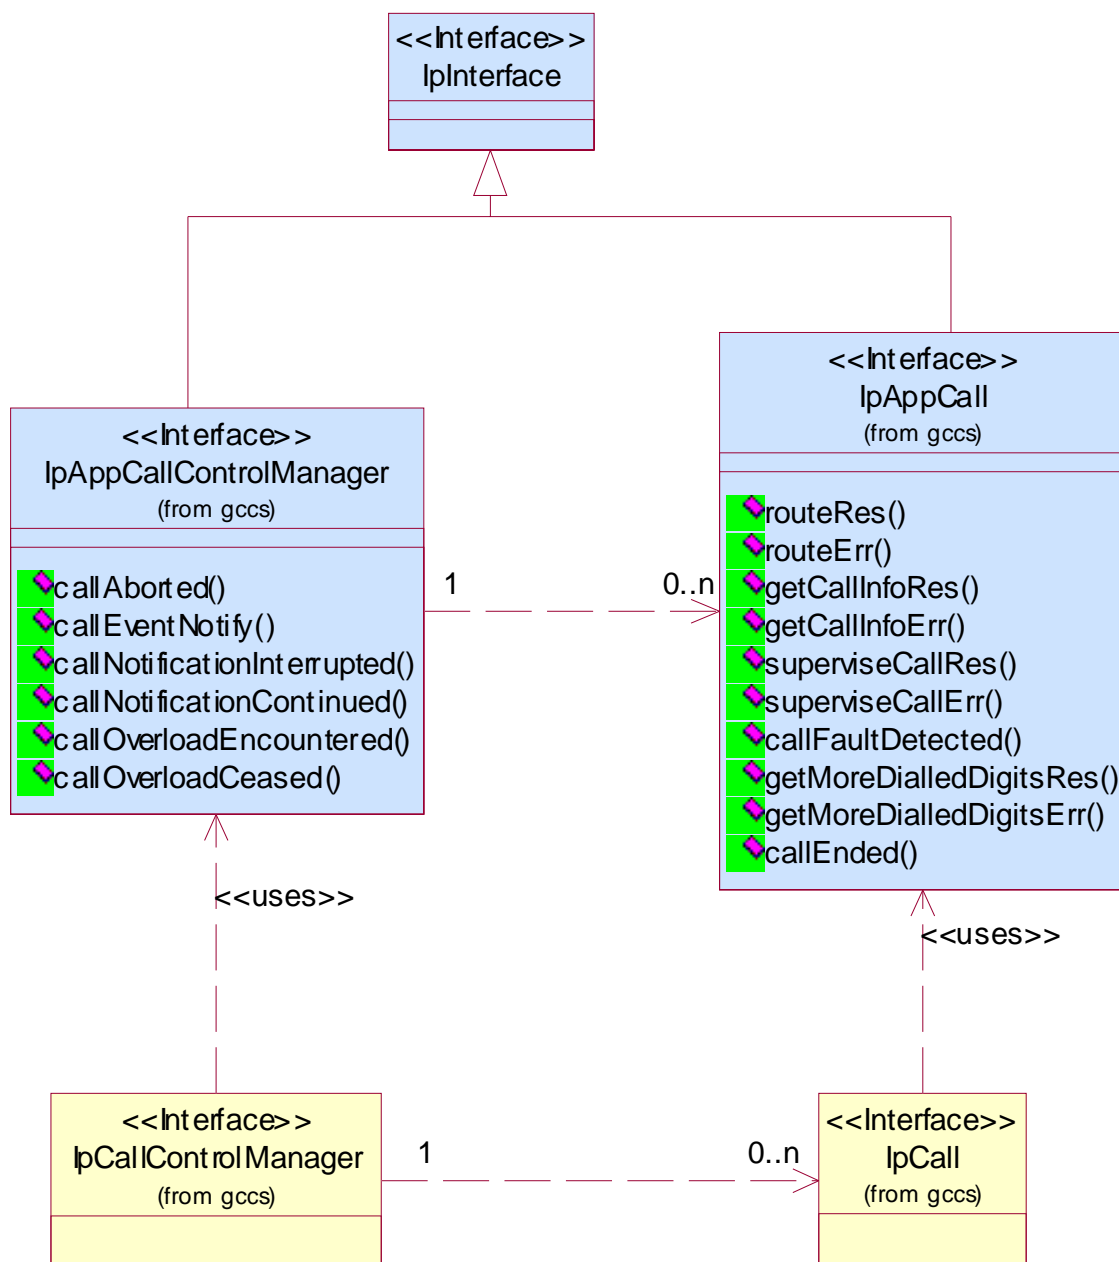 <<Interface>>
IpInterface
<<Interface>>
IpAppCall
(from gccs)
routeRes()
routeErr()
getCallInfoRes()
getCallInfoErr()
superviseCallRes()
superviseCallErr()
callFaultDetected()
getMoreDialledDigitsRes()
getMoreDialledDigitsErr()
callEnded()
<<Interface>>
IpAppCallControlManager
(from gccs)
callAborted()
callEventNotify()
callNotificationInterrupted()
callNotificationContinued()
callOverloadEncountered()
callOverloadCeased()
1
0..n
<<uses>>
<<uses>>
<<Interface>>
IpCallControlManager
(from gccs)
1
0..n
<<Interface>>
IpCall
(from gccs)